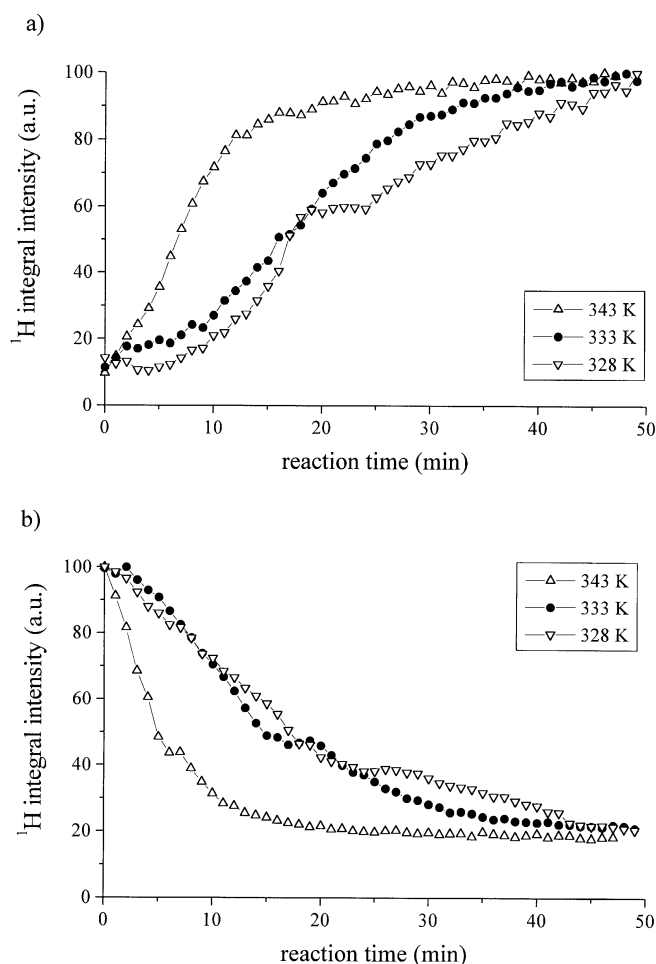 a)
100
80
60
40
20
0
¹H integral intensity (a.u.)
343 K
333 K
328 K
0 10 20 30 40 50
reaction time (min)
b)
100
80
60
40
20
0
¹H integral intensity (a.u.)
343 K
333 K
328 K
0 10 20 30 40 50
reaction time (min)